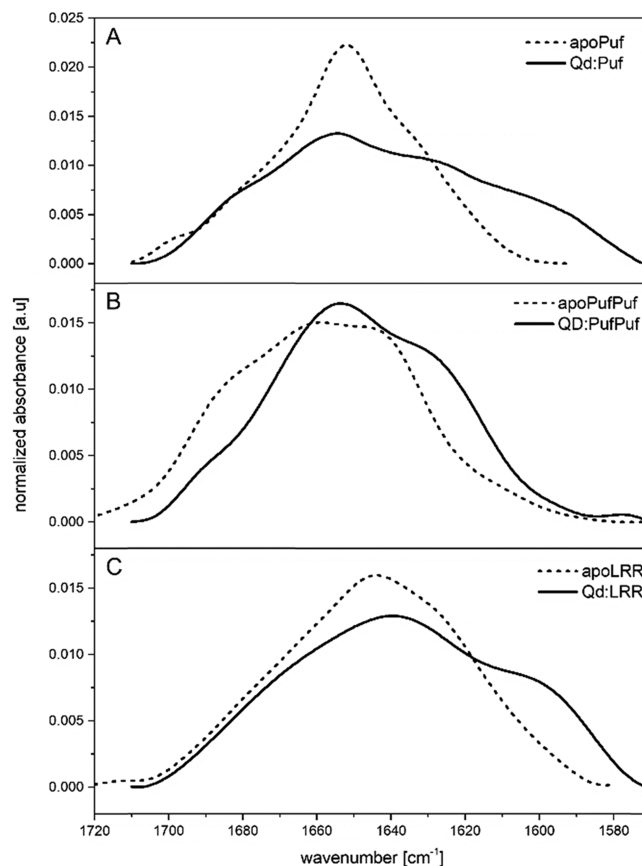 A
apoPuf
Qd:Puf
0.025
0.020
0.015
0.010
0.005
0.000
B
apoPufPuf
QD:PufPuf
0.015
0.010
0.005
0.000
normalized absorbance [a.u]
C
apoLRR
Qd:LRR
0.015
0.010
0.005
0.000
1720 1700 1680 1660 1640 1620 1600 1580
wavenumber [cm⁻¹]